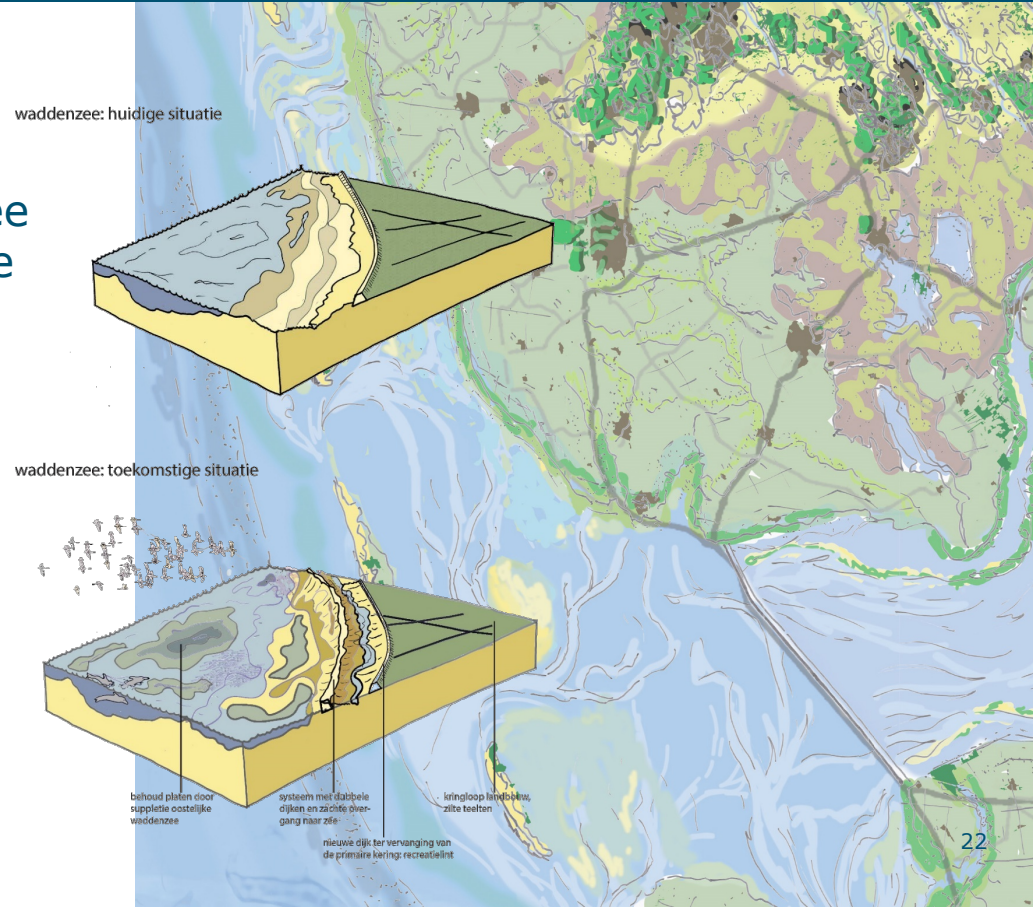 waddenzee: huidige situatie
ee
e
waddenzee: toekomstige situatie
behoud platen door
suppletie oostelijke
waddenzee
systeem met dubbele
dijken en zachte over-
gang naar zee
kringloop landbouw,
zilte teelten
nieuwe dijk ter vervanging van
de primaire kering: recreatielint
22